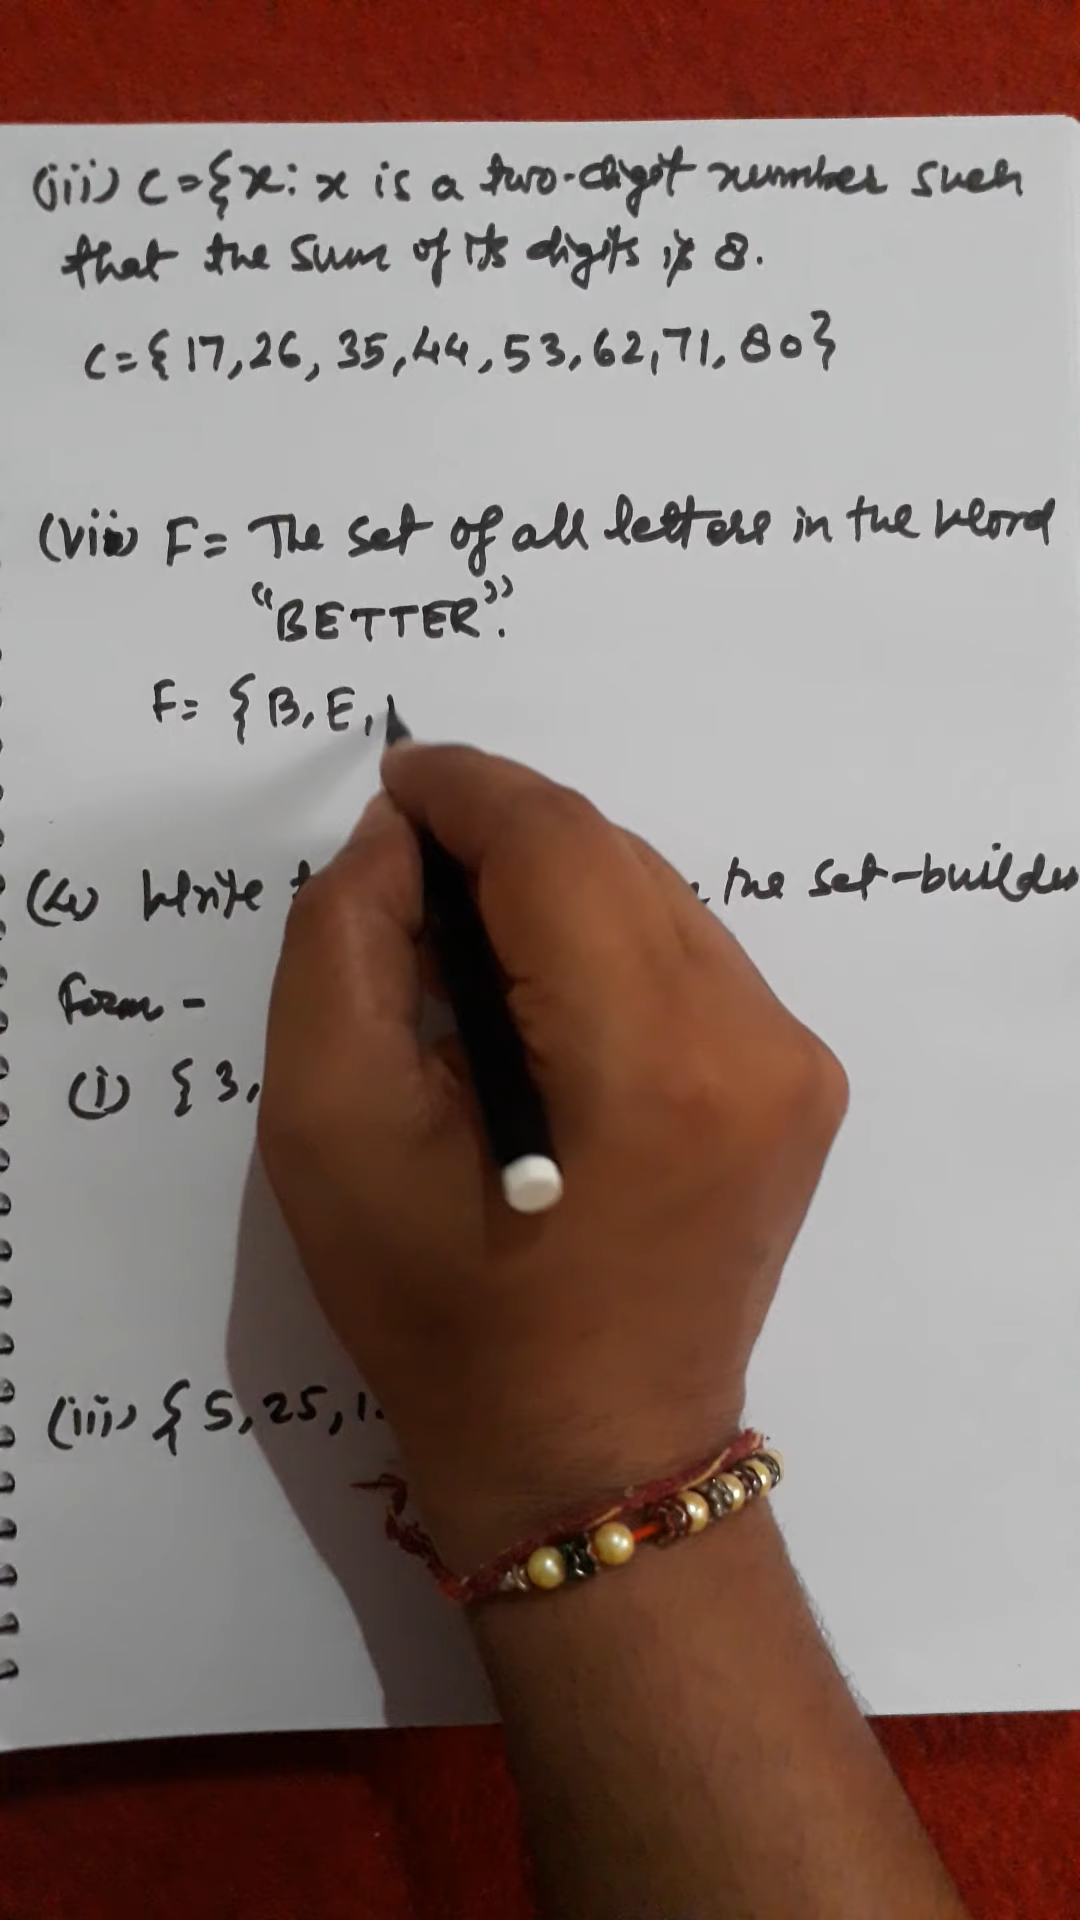 (iii) C={x: x is a two-digit number such
that the sum of its digits is 8.
C={17,26, 35,44,53,62,71,80}
(vii) F= The set of all letters in the word
"BETTER".
F= {B,E,
Write the set-builder
form -
(i) {3,
(iii) {5,25,1